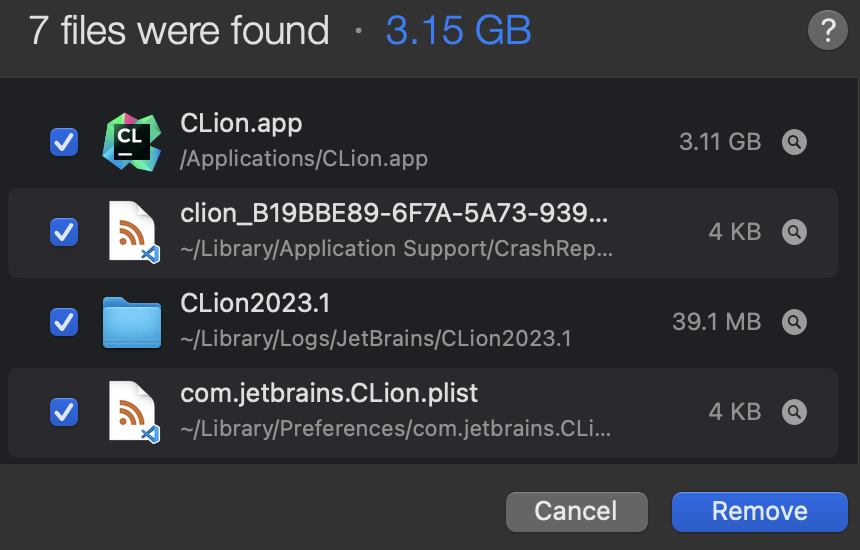 7 files were found · 3.15 GB
?
CL
CLion.app
/Applications/CLion.app
3.11 GB
clion_B19BBE89-6F7A-5A73-939...
~/Library/Application Support/CrashRep...
4 KB
CLion2023.1
~/Library/Logs/JetBrains/CLion2023.1
39.1 MB
com.jetbrains.CLion.plist
~/Library/Preferences/com.jetbrains.CLi...
4 KB
Cancel
Remove